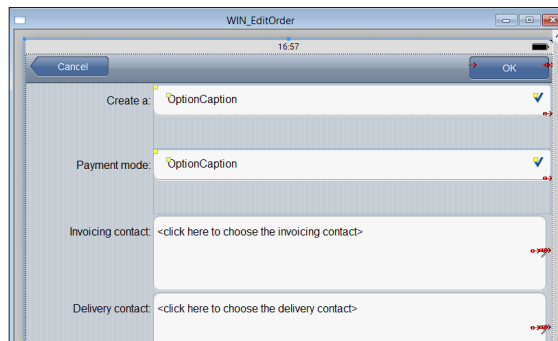 WIN_EditOrder
16:57
Cancel
OK
Create a: OptionCaption
Payment mode: OptionCaption
Invoicing contact: <click here to choose the invoicing contact>
Delivery contact: <click here to choose the delivery contact>